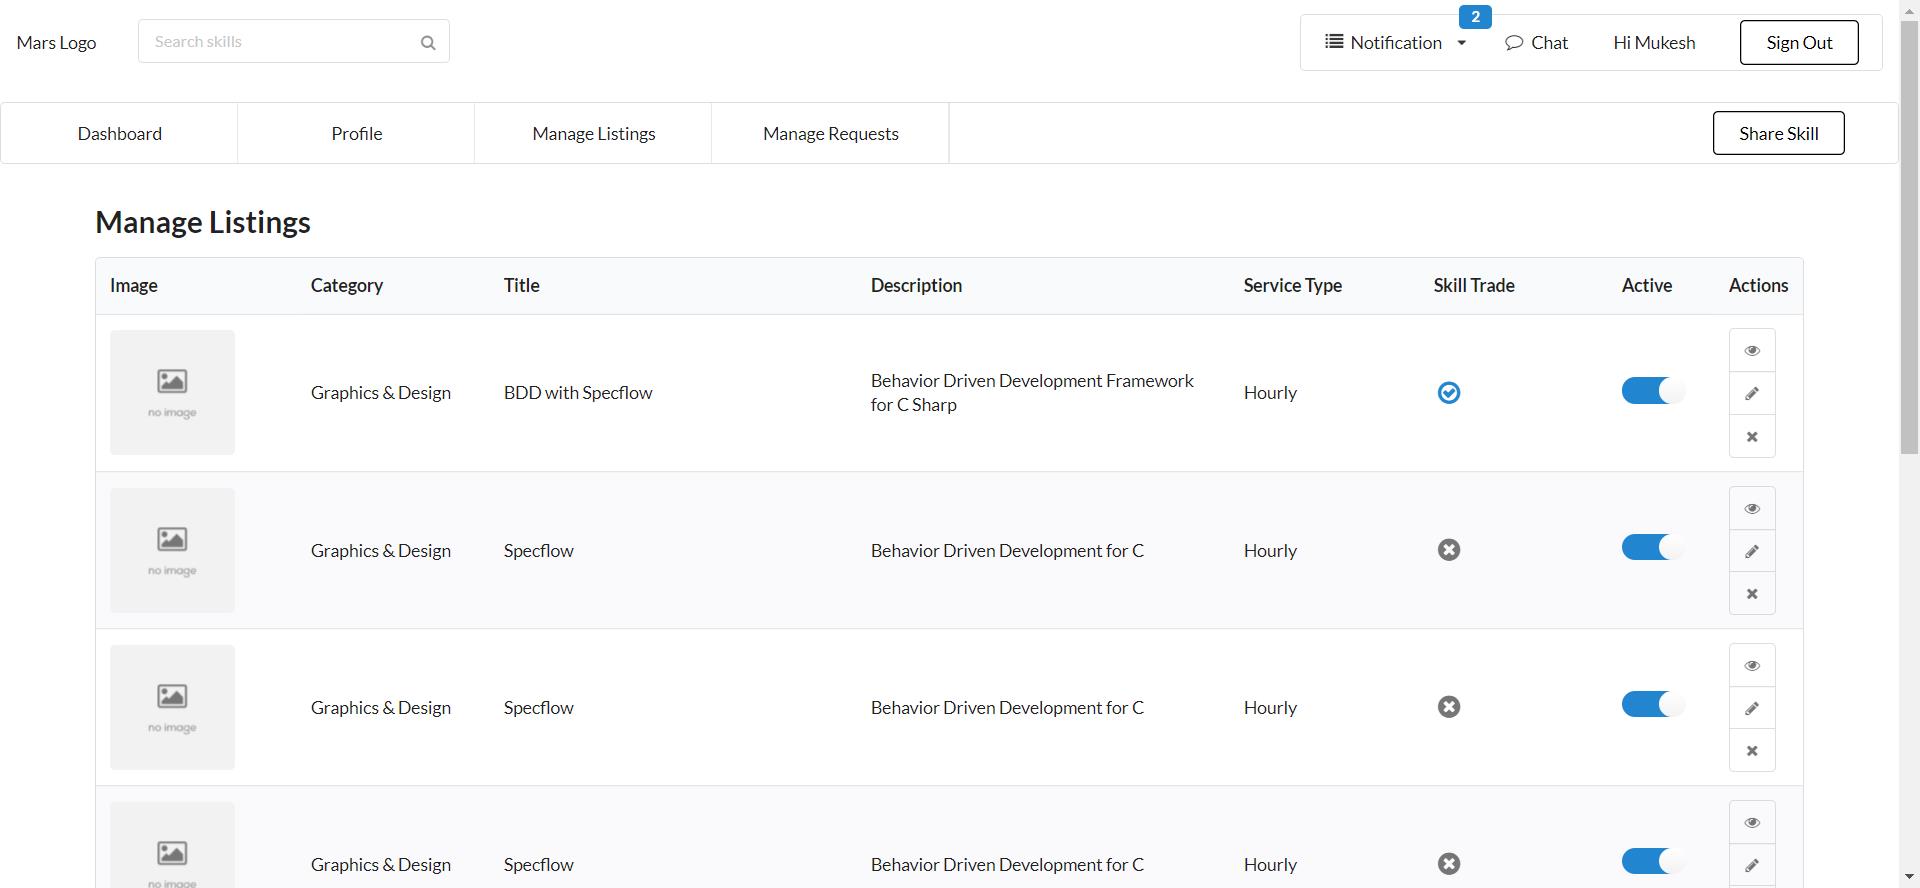 2
Mars Logo
Search skills
Notification
Chat
Hi Mukesh
Sign Out
Dashboard
Profile
Manage Listings
Manage Requests
Share Skill
Manage Listings
Image
Category
Title
Description
Service Type
Skill Trade
Active
Actions
no image
Graphics & Design
BDD with Specflow
Behavior Driven Development Framework
for C Sharp
Hourly
no image
Graphics & Design
Specflow
Behavior Driven Development for C
Hourly
no image
Graphics & Design
Specflow
Behavior Driven Development for C
Hourly
no image
Graphics & Design
Specflow
Behavior Driven Development for C
Hourly